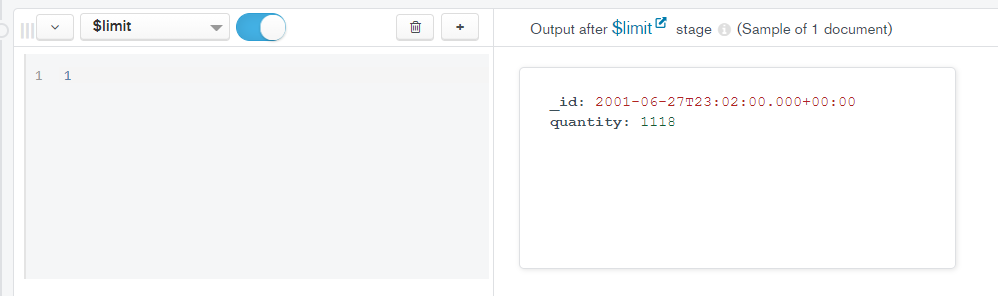 $limit
+
Output after $limit stage (Sample of 1 document)
1 1
_id: 2001-06-27T23:02:00.000+00:00
quantity: 1118